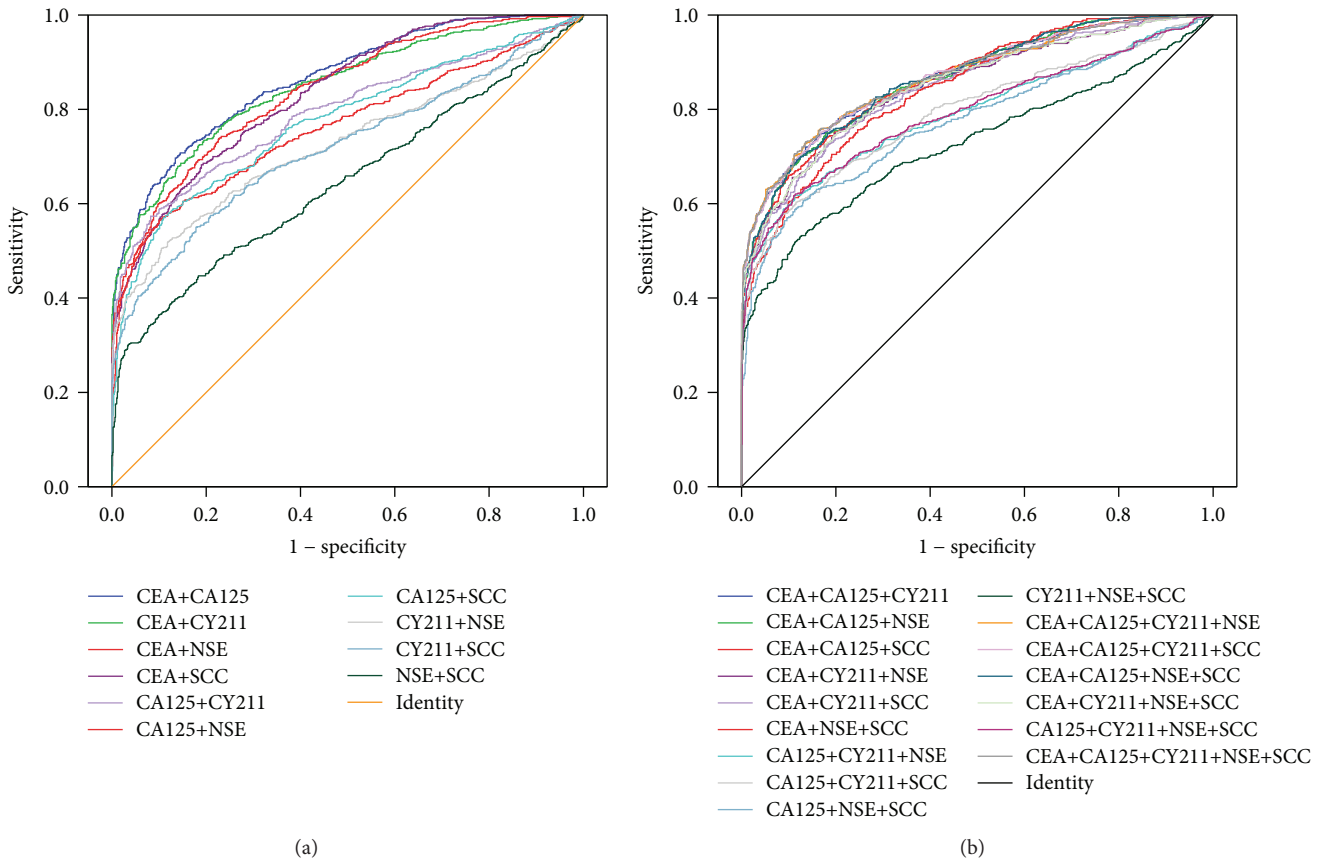 1.0
0.8
0.6
0.4
0.2
0.0
Sensitivity
0.0 0.2 0.4 0.6 0.8 1.0
1 – specificity
CEA+CA125
CEA+CY211
CEA+NSE
CEA+SCC
CA125+CY211
CA125+NSE
CA125+SCC
CY211+NSE
CY211+SCC
NSE+SCC
Identity
(a)
1.0
0.8
0.6
0.4
0.2
0.0
Sensitivity
0.0 0.2 0.4 0.6 0.8 1.0
1 – specificity
CEA+CA125+CY211
CEA+CA125+NSE
CEA+CA125+SCC
CEA+CY211+NSE
CEA+CY211+SCC
CEA+NSE+SCC
CA125+CY211+NSE
CA125+CY211+SCC
CA125+NSE+SCC
CY211+NSE+SCC
CEA+CA125+CY211+NSE
CEA+CA125+CY211+SCC
CEA+CA125+NSE+SCC
CEA+CY211+NSE+SCC
CA125+CY211+NSE+SCC
CEA+CA125+CY211+NSE+SCC
Identity
(b)